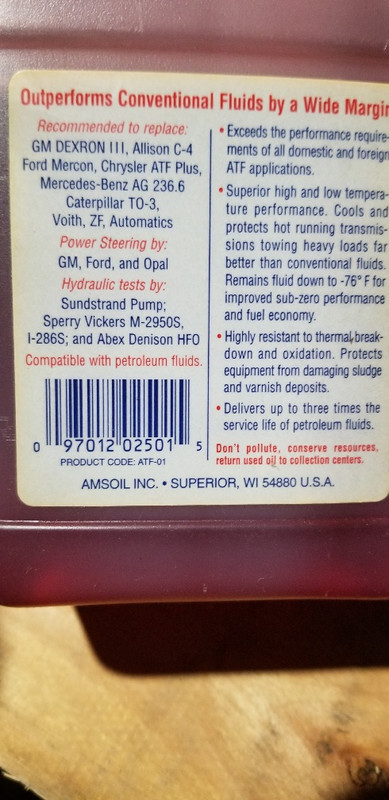 Outperforms Conventional Fluids by a Wide Margin
Recommended to replace:
GM DEXRON III, Allison C-4
Ford Mercon, Chrysler ATF Plus,
Mercedes-Benz AG 236.6
Caterpillar TO-3,
Voith, ZF, Automatics
Power Steering by:
GM, Ford, and Opal
Hydraulic tests by:
Sundstrand Pump;
Sperry Vickers M-2950S,
I-286S; and Abex Denison HFO
Compatible with petroleum fluids.
0 97012 02501 5
PRODUCT CODE: ATF-01
• Exceeds the performance require-
ments of all domestic and foreign
ATF applications.
• Superior high and low tempera-
ture performance. Cools and
protects hot running transmis-
sions towing heavy loads far
better than conventional fluids.
Remains fluid down to -76° F for
improved sub-zero performance
and fuel economy.
• Highly resistant to thermal break-
down and oxidation. Protects
equipment from damaging sludge
and varnish deposits.
• Delivers up to three times the
service life of petroleum fluids.
Don't pollute, conserve resources,
return used oil to collection centers.
AMSOIL INC. • SUPERIOR, WI 54880 U.S.A.